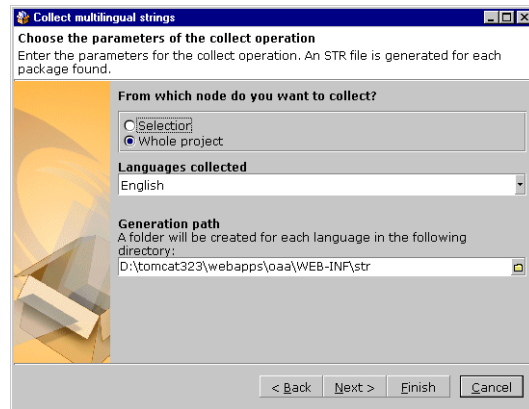 Collect multilingual strings
Choose the parameters of the collect operation
Enter the parameters for the collect operation. An STR file is generated for each
package found.
From which node do you want to collect?
Selection
Whole project
Languages collected
English
Generation path
A folder will be created for each language in the following
directory:
D:\tomcat323\webapps\oaa\WEB-INF\str
< Back Next > Finish Cancel